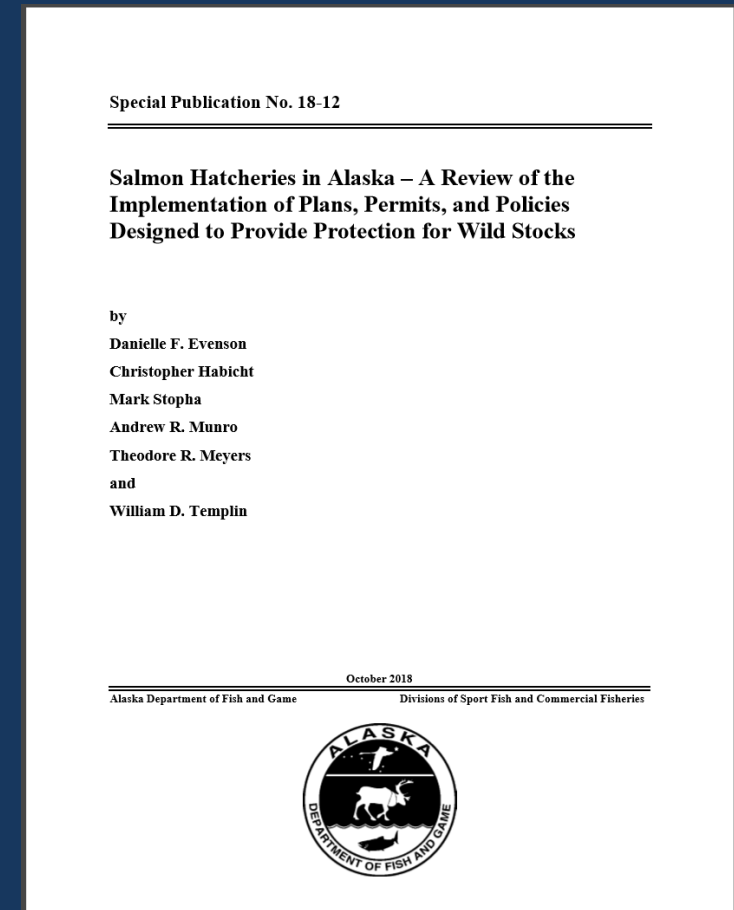 Special Publication No. 18-12
Salmon Hatcheries in Alaska – A Review of the
Implementation of Plans, Permits, and Policies
Designed to Provide Protection for Wild Stocks
by
Danielle F. Evenson
Christopher Habicht
Mark Stopha
Andrew R. Munro
Theodore R. Meyers
and
William D. Templin
October 2018
Alaska Department of Fish and Game
Divisions of Sport Fish and Commercial Fisheries
ALASKA
DEPARTMENT OF FISH AND GAME